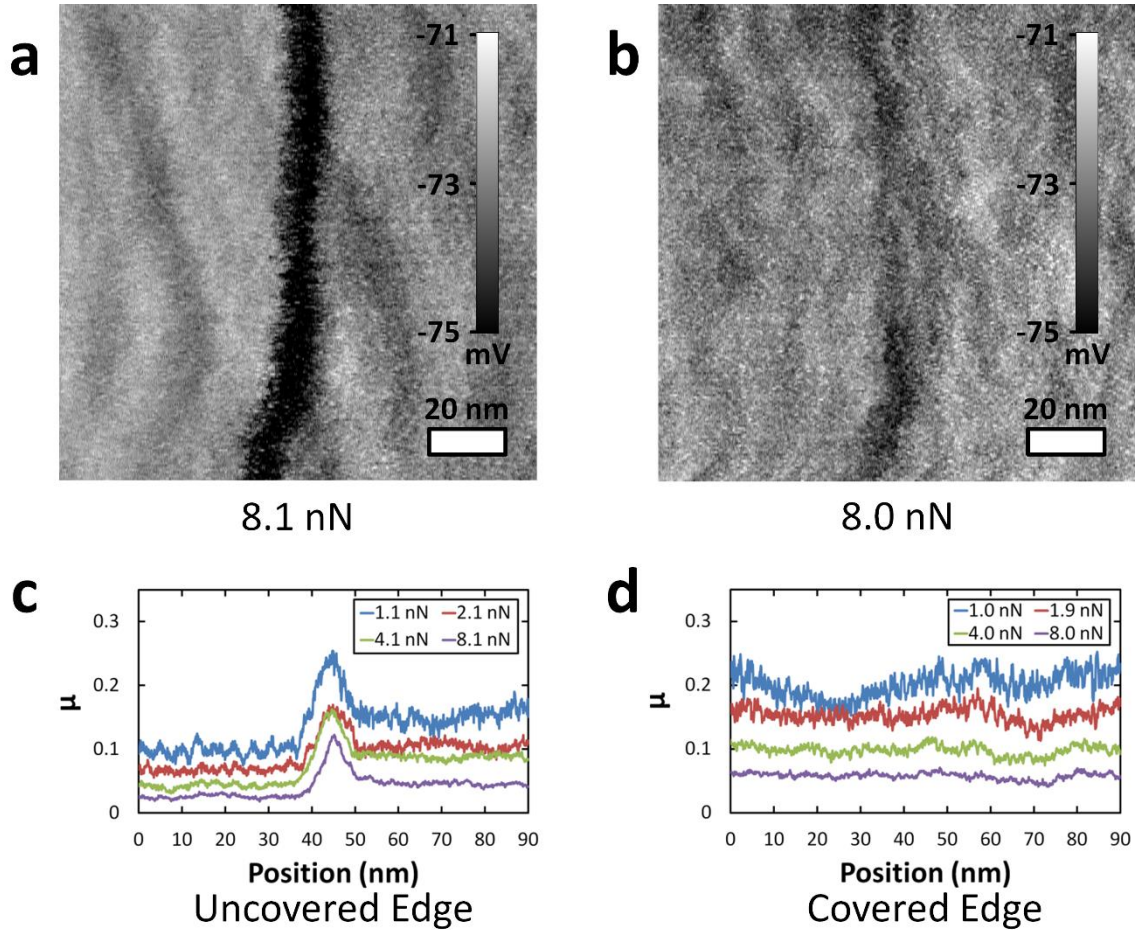 a
-71
-73
-75
mV
20 nm
8.1 nN
b
-71
-73
-75
mV
20 nm
8.0 nN
c
0.3
0.2
0.1
0
μ
1.1 nN 2.1 nN
4.1 nN 8.1 nN
0 10 20 30 40 50 60 70 80 90
Position (nm)
Uncovered Edge
d
0.3
0.2
0.1
0
μ
1.0 nN 1.9 nN
4.0 nN 8.0 nN
0 10 20 30 40 50 60 70 80 90
Position (nm)
Covered Edge